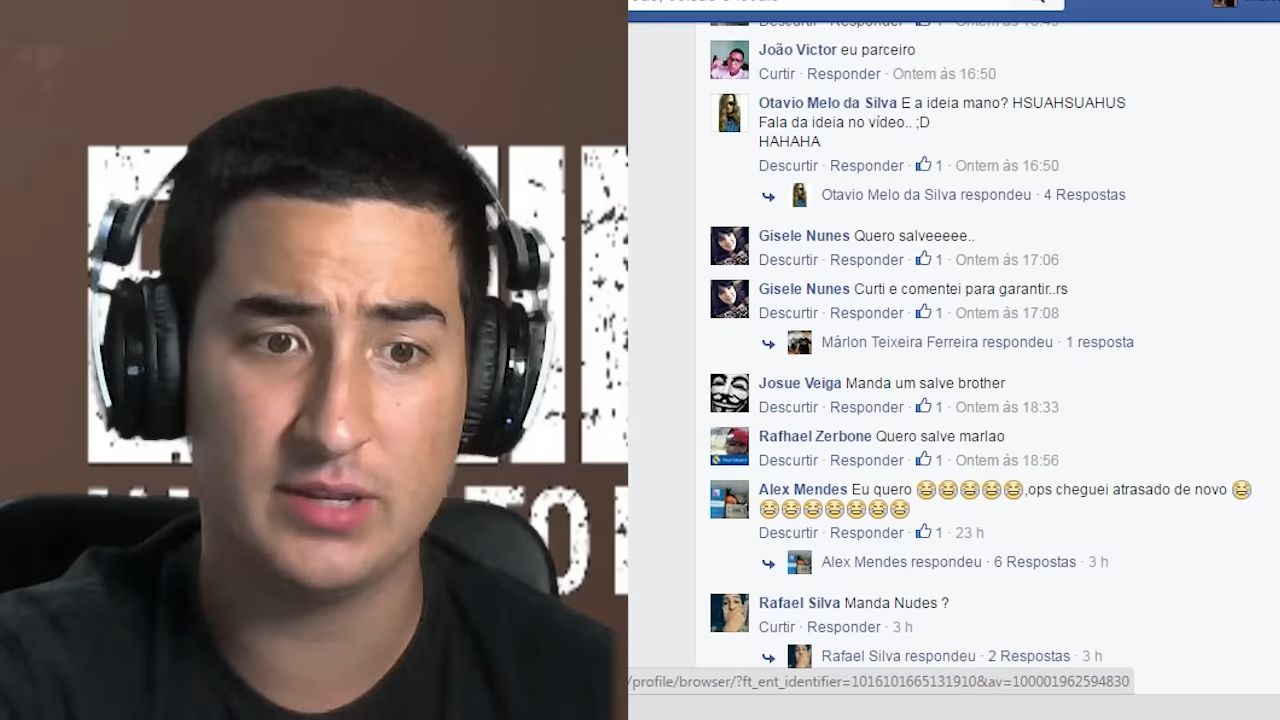 João Victor eu parceiro
Curtir · Responder · Ontem às 16:50
Otavio Melo da Silva E a ideia mano? HSUAHSUAHUS
Fala da ideia no vídeo.. ;D
HAHAHA
Descurtir · Responder · 1 · Ontem às 16:50
Otavio Melo da Silva respondeu · 4 Respostas
Gisele Nunes Quero salveeeee..
Descurtir · Responder · 1 · Ontem às 17:06
Gisele Nunes Curti e comentei para garantir..rs
Descurtir · Responder · 1 · Ontem às 17:08
Márlon Teixeira Ferreira respondeu · 1 resposta
Josue Veiga Manda um salve brother
Descurtir · Responder · 1 · Ontem às 18:33
Rafhael Zerbone Quero salve marlao
Descurtir · Responder · 1 · Ontem às 18:56
Alex Mendes Eu quero 😂😂😂😂😂,ops cheguei atrasado de novo 😂
😂😂😂😂😂😂😂
Descurtir · Responder · 1 · 23 h
Alex Mendes respondeu · 6 Respostas · 3 h
Rafael Silva Manda Nudes ?
Curtir · Responder · 3 h
Rafael Silva respondeu · 2 Respostas · 3 h
/profile/browser/?ft_ent_identifier=1016101665131910&av=100001962594830